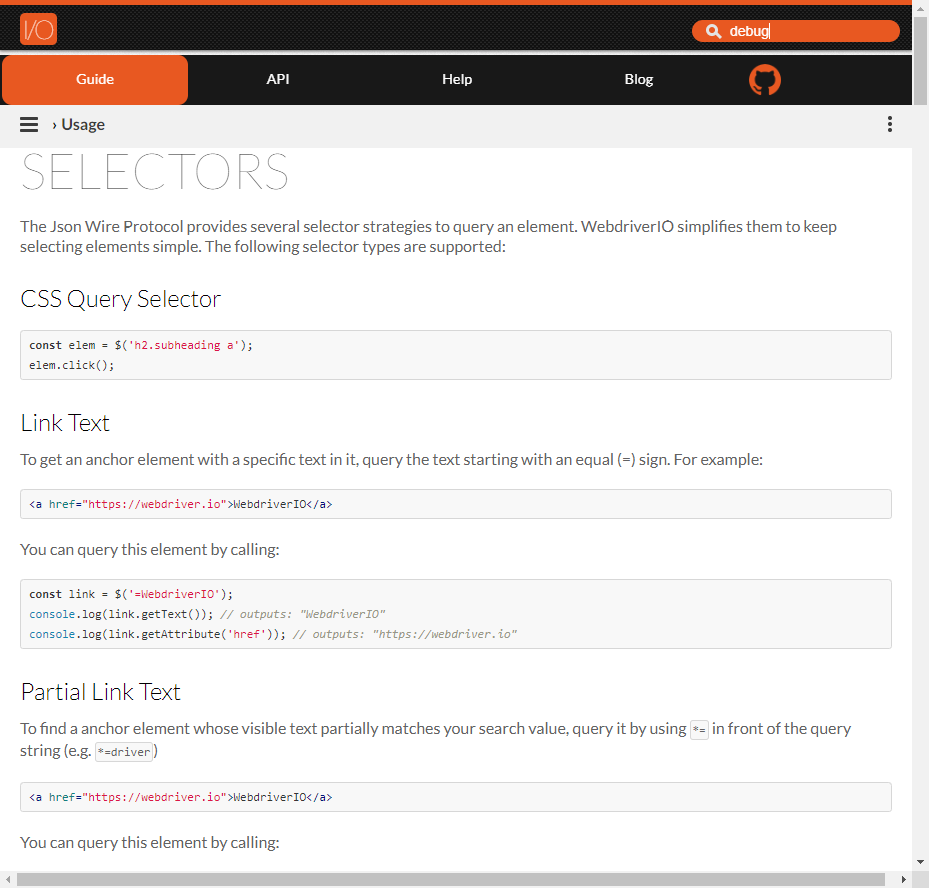 I/O
debug
Guide API Help Blog
› Usage
SELECTORS
The Json Wire Protocol provides several selector strategies to query an element. WebdriverIO simplifies them to keep
selecting elements simple. The following selector types are supported:
CSS Query Selector
const elem = $('h2.subheading a');
elem.click();
Link Text
To get an anchor element with a specific text in it, query the text starting with an equal (=) sign. For example:
<a href="https://webdriver.io">WebdriverIO</a>
You can query this element by calling:
const link = $('=WebdriverIO');
console.log(link.getText()); // outputs: "WebdriverIO"
console.log(link.getAttribute('href')); // outputs: "https://webdriver.io"
Partial Link Text
To find a anchor element whose visible text partially matches your search value, query it by using *= in front of the query
string (e.g. *=driver)
<a href="https://webdriver.io">WebdriverIO</a>
You can query this element by calling: